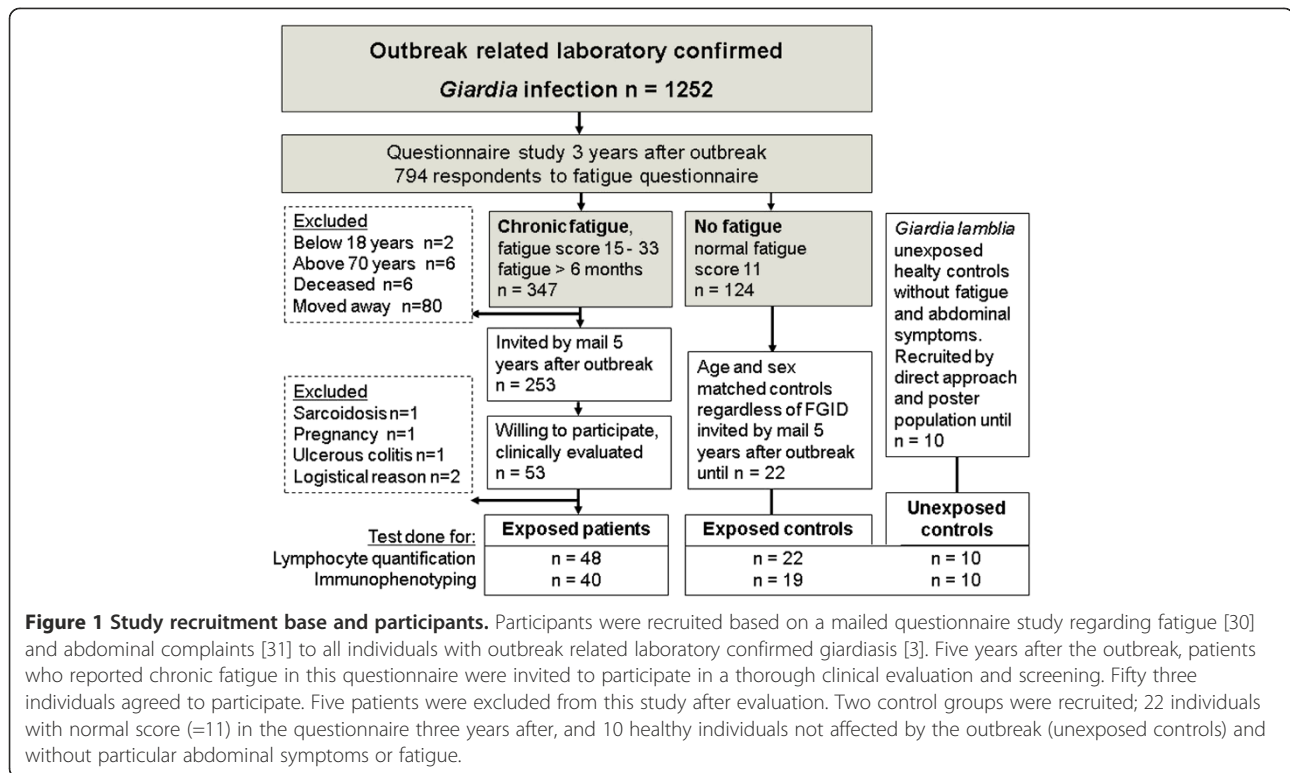 Outbreak related laboratory confirmed
Giardia infection n = 1252
Questionnaire study 3 years after outbreak
794 respondents to fatigue questionnaire
Excluded
Below 18 years n=2
Above 70 years n=6
Deceased n=6
Moved away n=80
Chronic fatigue,
fatigue score 15 - 33
fatigue > 6 months
n = 347
No fatigue
normal fatigue
score 11
n = 124
Giardia lamblia
unexposed
healty controls
without fatigue
and abdominal
symptoms.
Recruited by
direct approach
and poster
population until
n = 10
Invited by mail 5
years after outbreak
n = 253
Age and sex
matched controls
regardless of FGID
invited by mail 5
years after outbreak
until n = 22
Excluded
Sarcoidosis n=1
Pregnancy n=1
Ulcerous colitis n=1
Logistical reason n=2
Willing to participate,
clinically evaluated
n = 53
Test done for:
Lymphocyte quantification
Immunophenotyping
Exposed patients
n = 48
n = 40
Exposed controls
n = 22
n = 19
Unexposed
controls
n = 10
n = 10
Figure 1 Study recruitment base and participants. Participants were recruited based on a mailed questionnaire study regarding fatigue [30]
and abdominal complaints [31] to all individuals with outbreak related laboratory confirmed giardiasis [3]. Five years after the outbreak, patients
who reported chronic fatigue in this questionnaire were invited to participate in a thorough clinical evaluation and screening. Fifty three
individuals agreed to participate. Five patients were excluded from this study after evaluation. Two control groups were recruited; 22 individuals
with normal score (=11) in the questionnaire three years after, and 10 healthy individuals not affected by the outbreak (unexposed controls) and
without particular abdominal symptoms or fatigue.